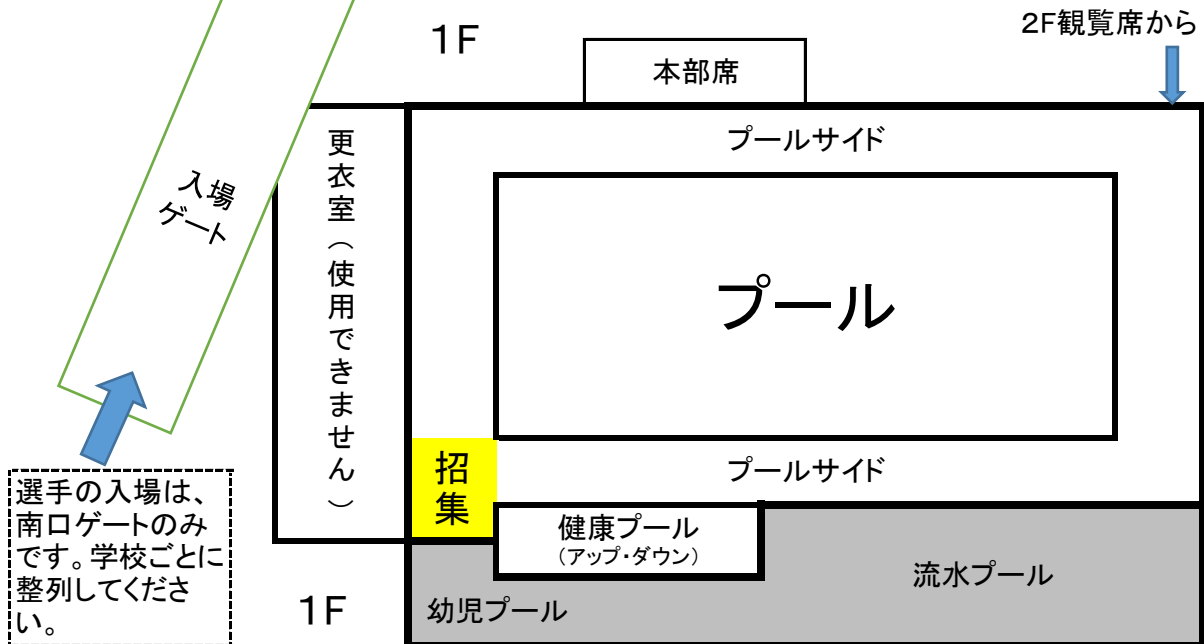 1F
2F観覧席から
本部席
プールサイド
更衣室(使用できません)
入場
ゲート
プール
招集
プールサイド
選手の入場は、
南口ゲートのみ
です。学校ごとに
整列してくださ
い。
健康プール
(アップ・ダウン)
流水プール
1F
幼児プール